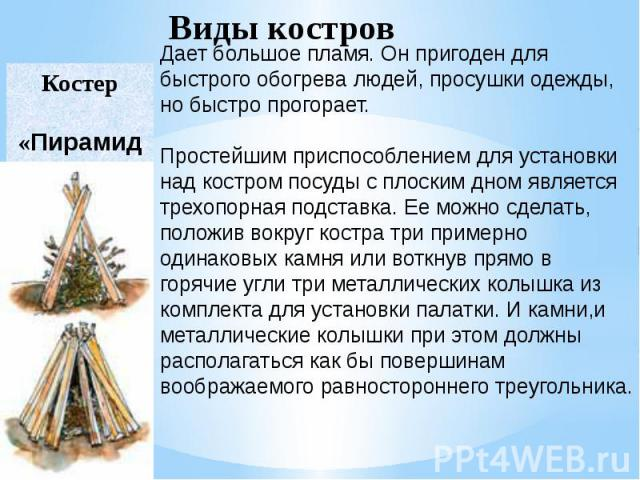 Виды костров
Костер
«Пирамид
Дает большое пламя. Он пригоден для
быстрого обогрева людей, просушки одежды,
но быстро прогорает.
Простейшим приспособлением для установки
над костром посуды с плоским дном является
трехопорная подставка. Ее можно сделать,
положив вокруг костра три примерно
одинаковых камня или воткнув прямо в
горячие угли три металлических колышка из
комплекта для установки палатки. И камни,и
металлические колышки при этом должны
располагаться как бы повершинам
воображаемого равностороннего треугольника.
PPt4WEB.ru